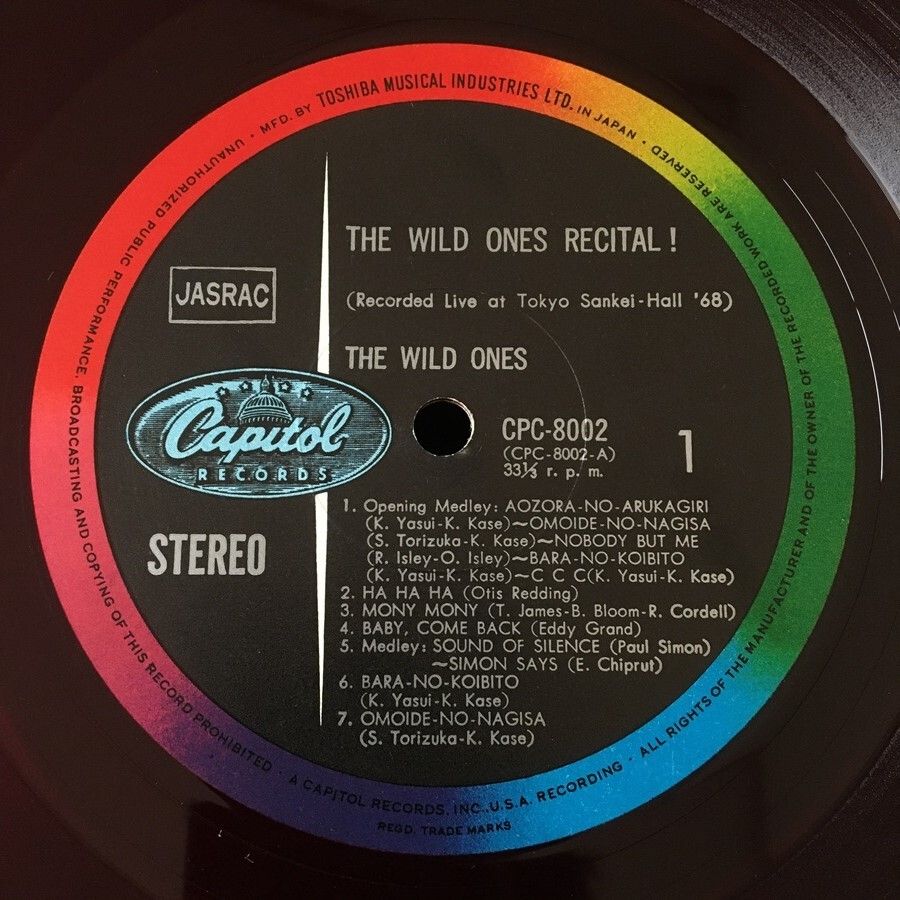 MFD. BY TOSHIBA MUSICAL INDUSTRIES LTD. IN JAPAN · ALL RIGHTS OF THE MANUFACTURER AND OF THE OWNER OF THE RECORDED WORK ARE RESERVED
UNAUTHORIZED PUBLIC PERFORMANCE, BROADCASTING AND COPYING OF THIS RECORD PROHIBITED · A CAPITOL RECORDS, INC., U.S.A. RECORDING ·
REGD. TRADE MARKS
THE WILD ONES RECITAL!
JASRAC
(Recorded Live at Tokyo Sankei-Hall '68)
THE WILD ONES
Capitol
RECORDS
CPC-8002
(CPC-8002-A)
33⅓ r. p. m.
1
STEREO
1. Opening Medley: AOZORA-NO-ARUKAGIRI
(K. Yasui-K. Kase)~OMOIDE-NO-NAGISA
(S. Torizuka-K. Kase)~NOBODY BUT ME
(R. Isley-O. Isley)~BARA-NO-KOIBITO
(K. Yasui-K. Kase)~C C C(K. Yasui-K. Kase)
2. HA HA HA (Otis Redding)
3. MONY MONY (T. James-B. Bloom-R. Cordell)
4. BABY, COME BACK (Eddy Grand)
5. Medley: SOUND OF SILENCE (Paul Simon)
~SIMON SAYS (E. Chiprut)
6. BARA-NO-KOIBITO
(K. Yasui-K. Kase)
7. OMOIDE-NO-NAGISA
(S. Torizuka-K. Kase)